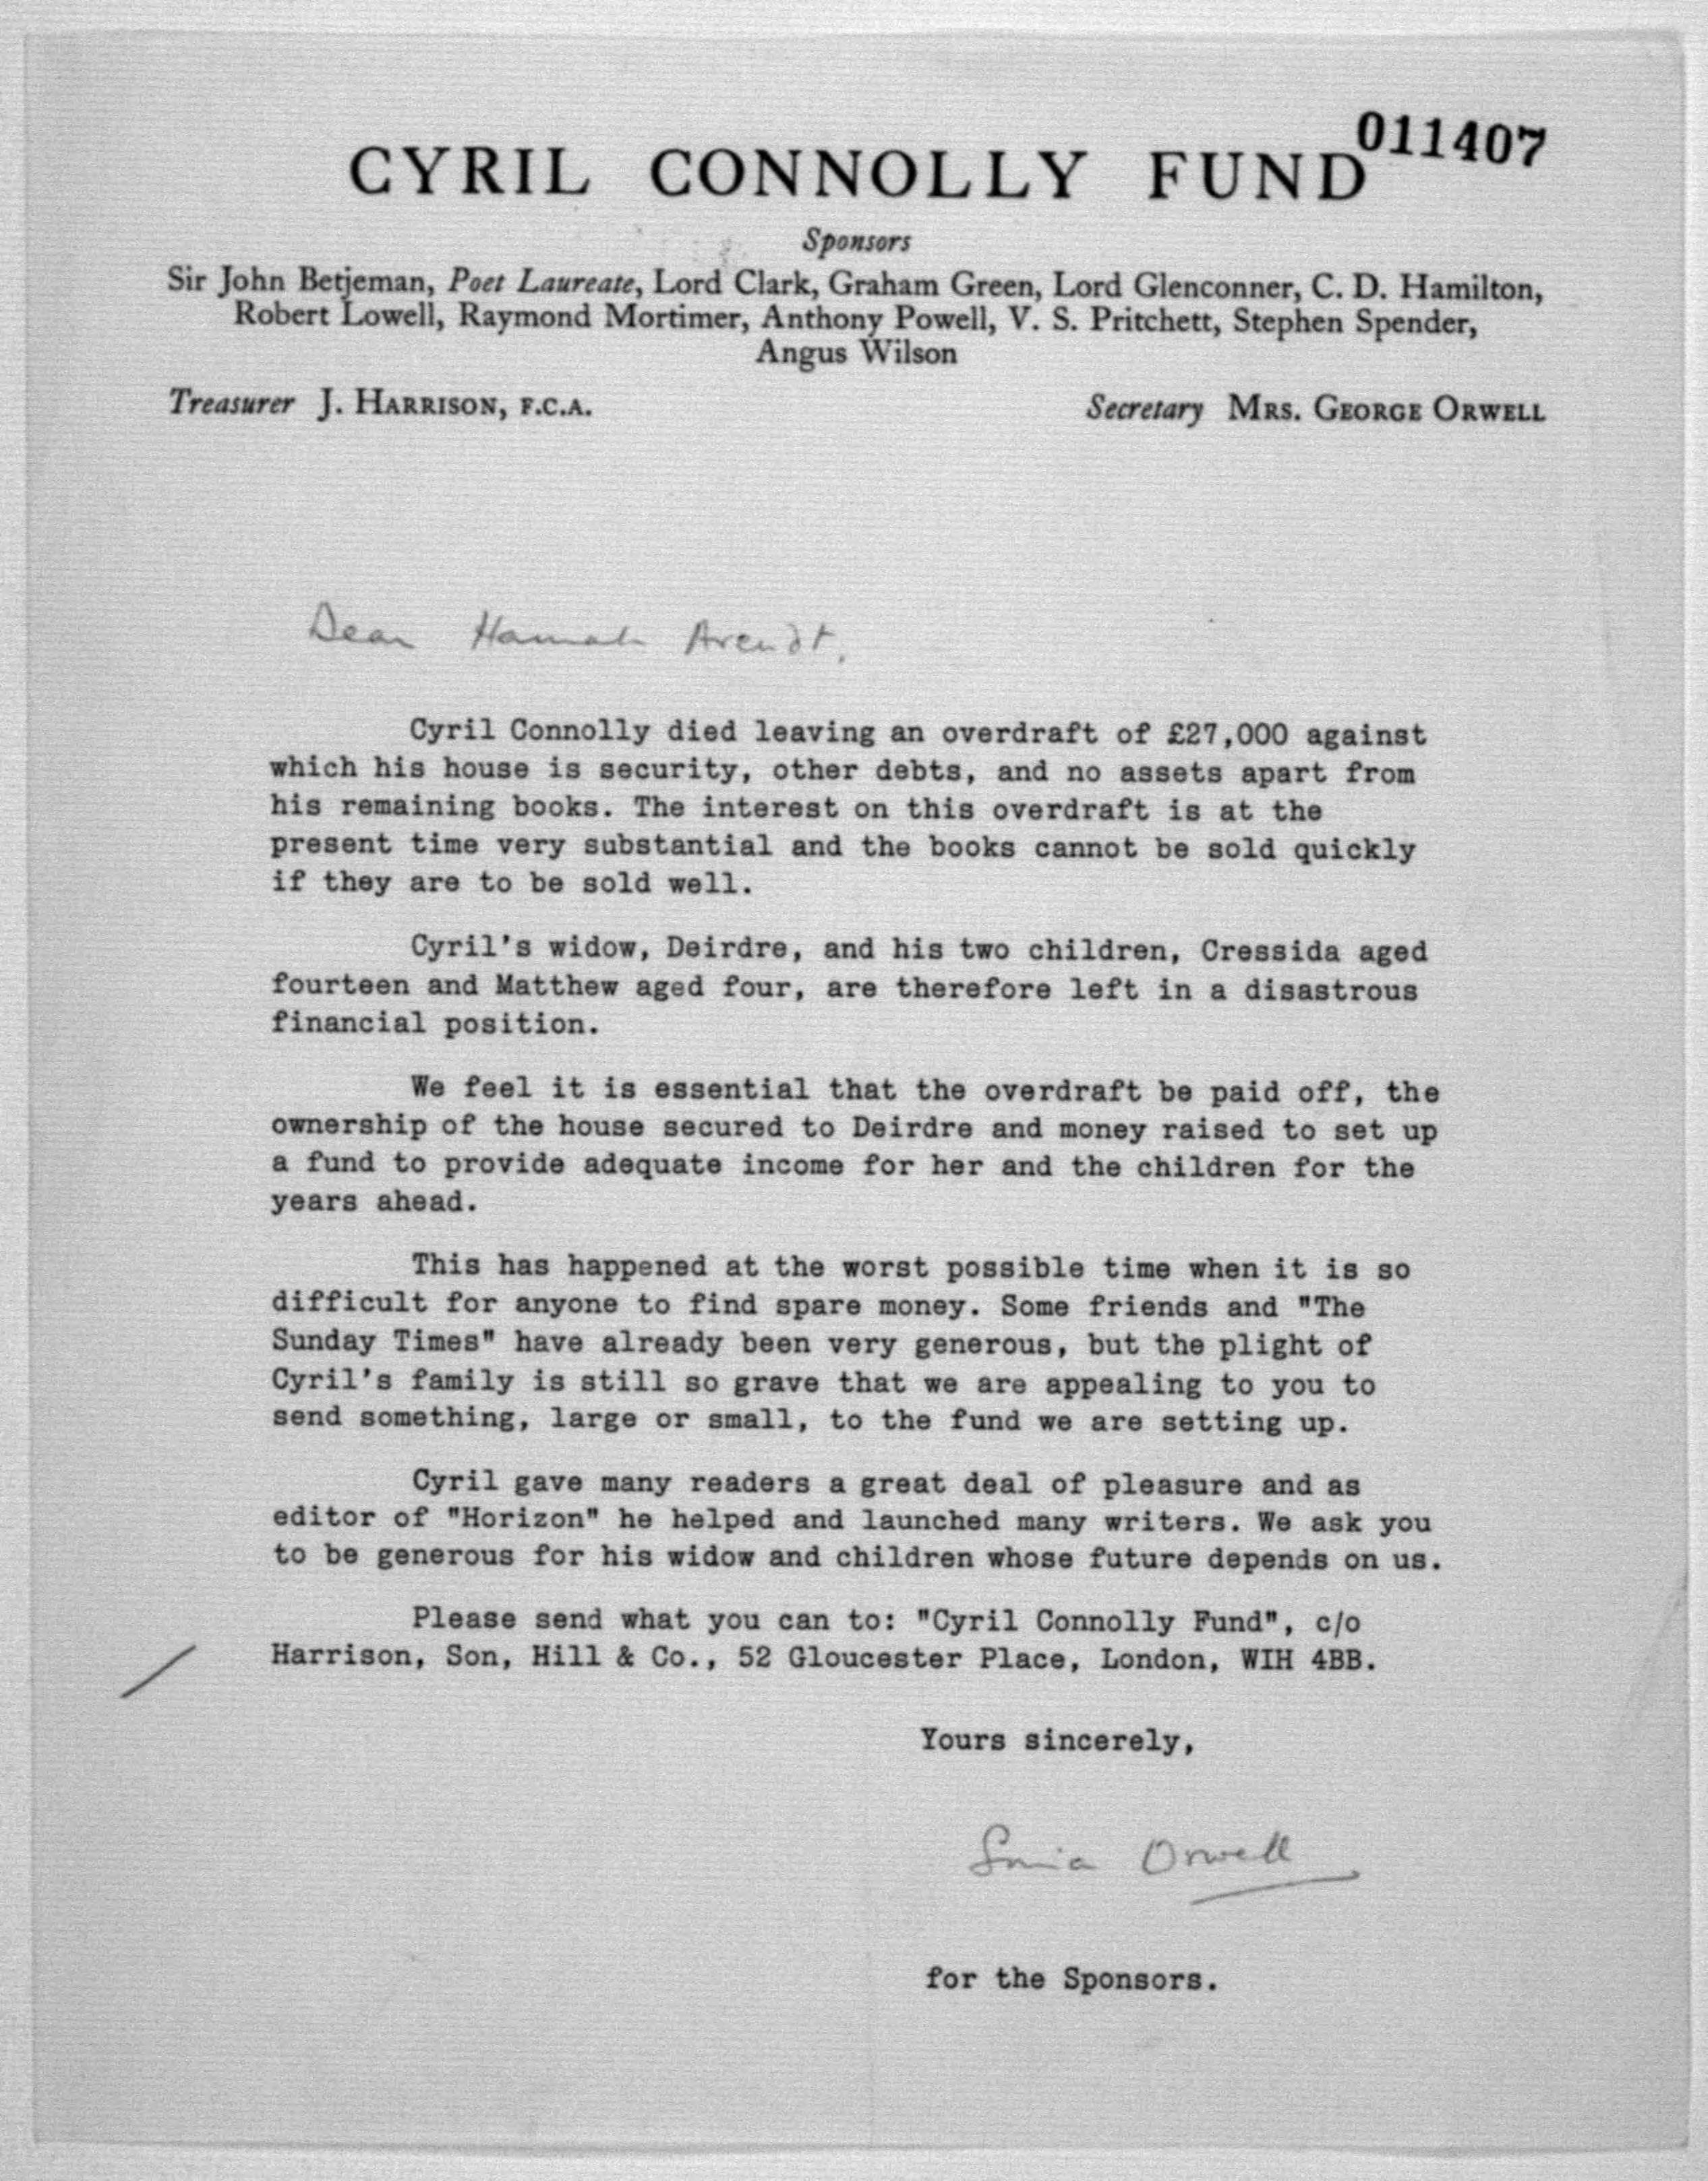 011407
CYRIL CONNOLLY FUND
Sponsors
Sir John Betjeman, Poet Laureate, Lord Clark, Graham Green, Lord Glenconner, C. D. Hamilton,
Robert Lowell, Raymond Mortimer, Anthony Powell, V. S. Pritchett, Stephen Spender,
Angus Wilson
Treasurer J. HARRISON, F.C.A. Secretary MRS. GEORGE ORWELL
Dear Hannah Arendt,
Cyril Connolly died leaving an overdraft of £27,000 against
which his house is security, other debts, and no assets apart from
his remaining books. The interest on this overdraft is at the
present time very substantial and the books cannot be sold quickly
if they are to be sold well.
Cyril's widow, Deirdre, and his two children, Cressida aged
fourteen and Matthew aged four, are therefore left in a disastrous
financial position.
We feel it is essential that the overdraft be paid off, the
ownership of the house secured to Deirdre and money raised to set up
a fund to provide adequate income for her and the children for the
years ahead.
This has happened at the worst possible time when it is so
difficult for anyone to find spare money. Some friends and "The
Sunday Times" have already been very generous, but the plight of
Cyril's family is still so grave that we are appealing to you to
send something, large or small, to the fund we are setting up.
Cyril gave many readers a great deal of pleasure and as
editor of "Horizon" he helped and launched many writers. We ask you
to be generous for his widow and children whose future depends on us.
Please send what you can to: "Cyril Connolly Fund", c/o
Harrison, Son, Hill & Co., 52 Gloucester Place, London, WIH 4BB.
Yours sincerely,
Sonia Orwell
for the Sponsors.